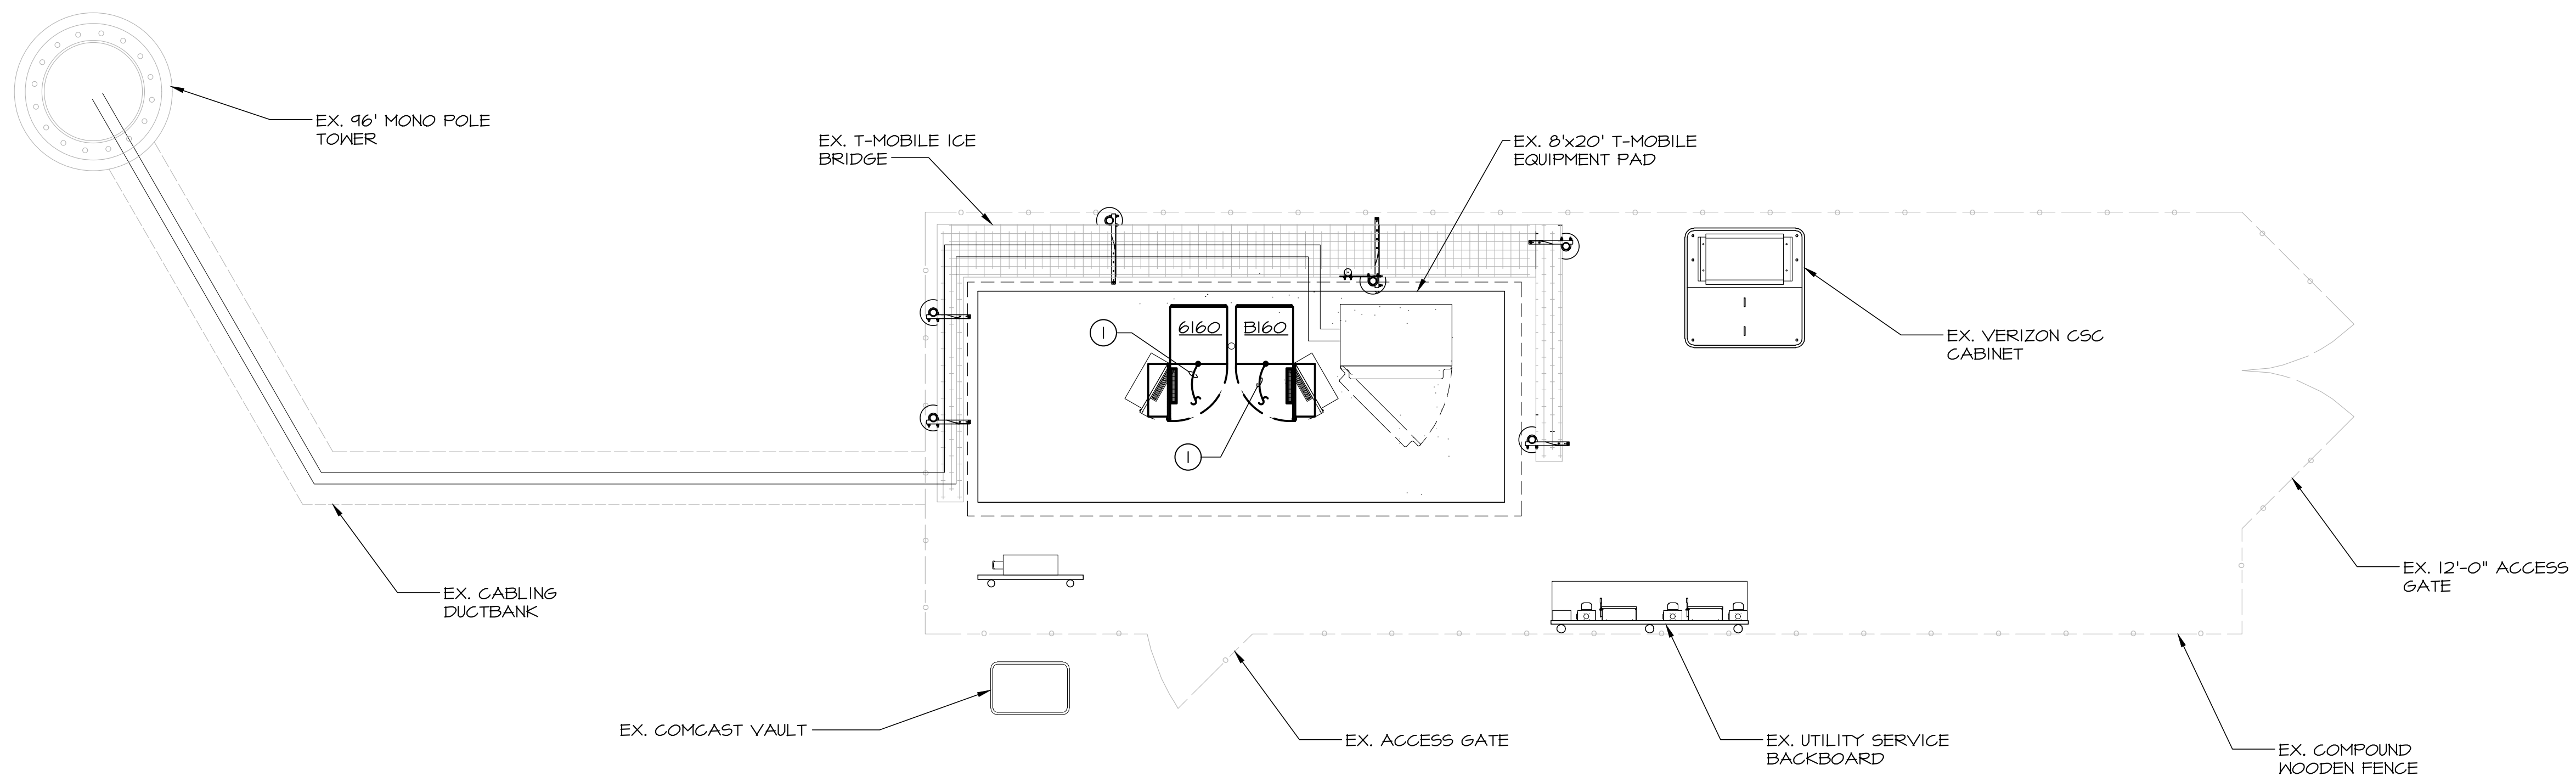 EX. 96' MONO POLE
TOWER
EX. T-MOBILE ICE
BRIDGE
EX. 8'x20' T-MOBILE
EQUIPMENT PAD
6160
B160
1
1
EX. VERIZON CSC
CABINET
EX. CABLING
DUCTBANK
EX. 12'-0" ACCESS
GATE
EX. COMCAST VAULT
EX. ACCESS GATE
EX. UTILITY SERVICE
BACKBOARD
EX. COMPOUND
WOODEN FENCE